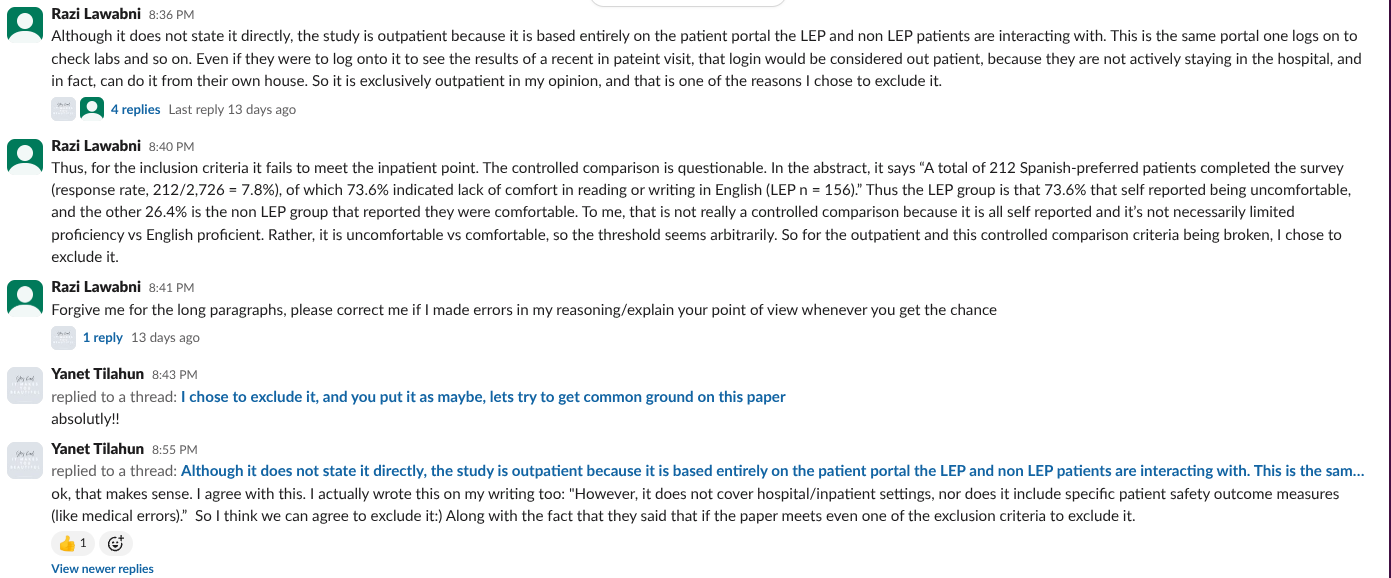 Razi Lawabni 8:36 PM
Although it does not state it directly, the study is outpatient because it is based entirely on the patient portal the LEP and non LEP patients are interacting with. This is the same portal one logs on to
check labs and so on. Even if they were to log onto it to see the results of a recent in pateint visit, that login would be considered out patient, because they are not actively staying in the hospital, and
in fact, can do it from their own house. So it is exclusively outpatient in my opinion, and that is one of the reasons I chose to exclude it.
4 replies Last reply 13 days ago
Razi Lawabni 8:40 PM
Thus, for the inclusion criteria it fails to meet the inpatient point. The controlled comparison is questionable. In the abstract, it says “A total of 212 Spanish-preferred patients completed the survey
(response rate, 212/2,726 = 7.8%), of which 73.6% indicated lack of comfort in reading or writing in English (LEP n = 156).” Thus the LEP group is that 73.6% that self reported being uncomfortable,
and the other 26.4% is the non LEP group that reported they were comfortable. To me, that is not really a controlled comparison because it is all self reported and it’s not necessarily limited
proficiency vs English proficient. Rather, it is uncomfortable vs comfortable, so the threshold seems arbitrarily. So for the outpatient and this controlled comparison criteria being broken, I chose to
exclude it.
Razi Lawabni 8:41 PM
Forgive me for the long paragraphs, please correct me if I made errors in my reasoning/explain your point of view whenever you get the chance
1 reply 13 days ago
Yanet Tilahun 8:43 PM
replied to a thread: I chose to exclude it, and you put it as maybe, lets try to get common ground on this paper
absolutly!!
Yanet Tilahun 8:55 PM
replied to a thread: Although it does not state it directly, the study is outpatient because it is based entirely on the patient portal the LEP and non LEP patients are interacting with. This is the sam...
ok, that makes sense. I agree with this. I actually wrote this on my writing too: "However, it does not cover hospital/inpatient settings, nor does it include specific patient safety outcome measures
(like medical errors).” So I think we can agree to exclude it:) Along with the fact that they said that if the paper meets even one of the exclusion criteria to exclude it.
1
View newer replies